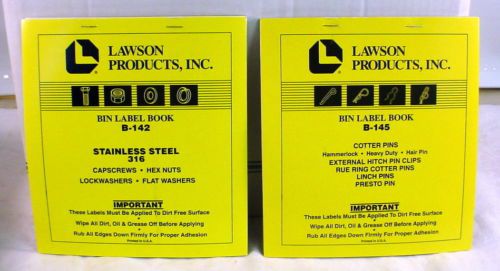 LAWSON
PRODUCTS, INC.
BIN LABEL BOOK
B-142
STAINLESS STEEL
316
CAPSCREWS • HEX NUTS
LOCKWASHERS • FLAT WASHERS
IMPORTANT
These Labels Must Be Applied To Dirt Free Surface
•
Wipe All Dirt, Oil & Grease Off Before Applying
•
Rub All Edges Down Firmly For Proper Adhesion
Printed in U.S.A.
LAWSON
PRODUCTS, INC.
BIN LABEL BOOK
B-145
COTTER PINS
Hammerlock • Heavy Duty • Hair Pin
EXTERNAL HITCH PIN CLIPS
RUE RING COTTER PINS
LINCH PINS
PRESTO PIN
IMPORTANT
These Labels Must Be Applied To Dirt Free Surface
•
Wipe All Dirt, Oil & Grease Off Before Applying
•
Rub All Edges Down Firmly For Proper Adhesion
Printed in U.S.A.